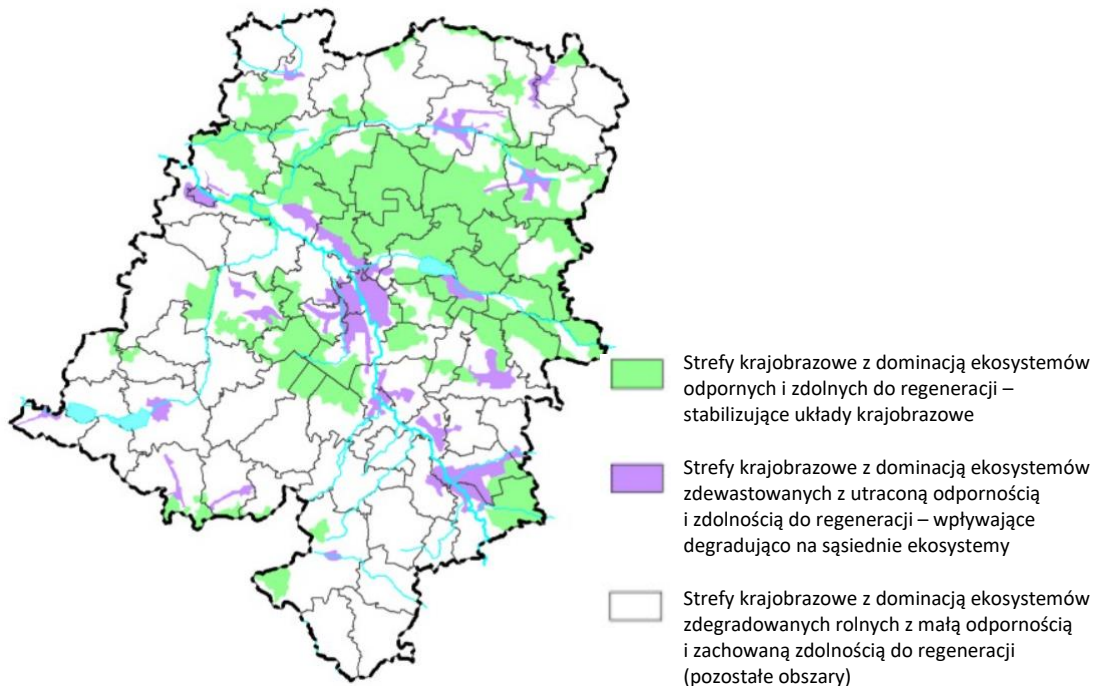 Strefy krajobrazowe z dominacją ekosystemów
odpornych i zdolnych do regeneracji –
stabilizujące układy krajobrazowe
Strefy krajobrazowe z dominacją ekosystemów
zdewastowanych z utraconą odpornością
i zdolnością do regeneracji – wpływające
degradująco na sąsiednie ekosystemy
Strefy krajobrazowe z dominacją ekosystemów
zdegradowanych rolnych z małą odpornością
i zachowaną zdolnością do regeneracji
(pozostałe obszary)